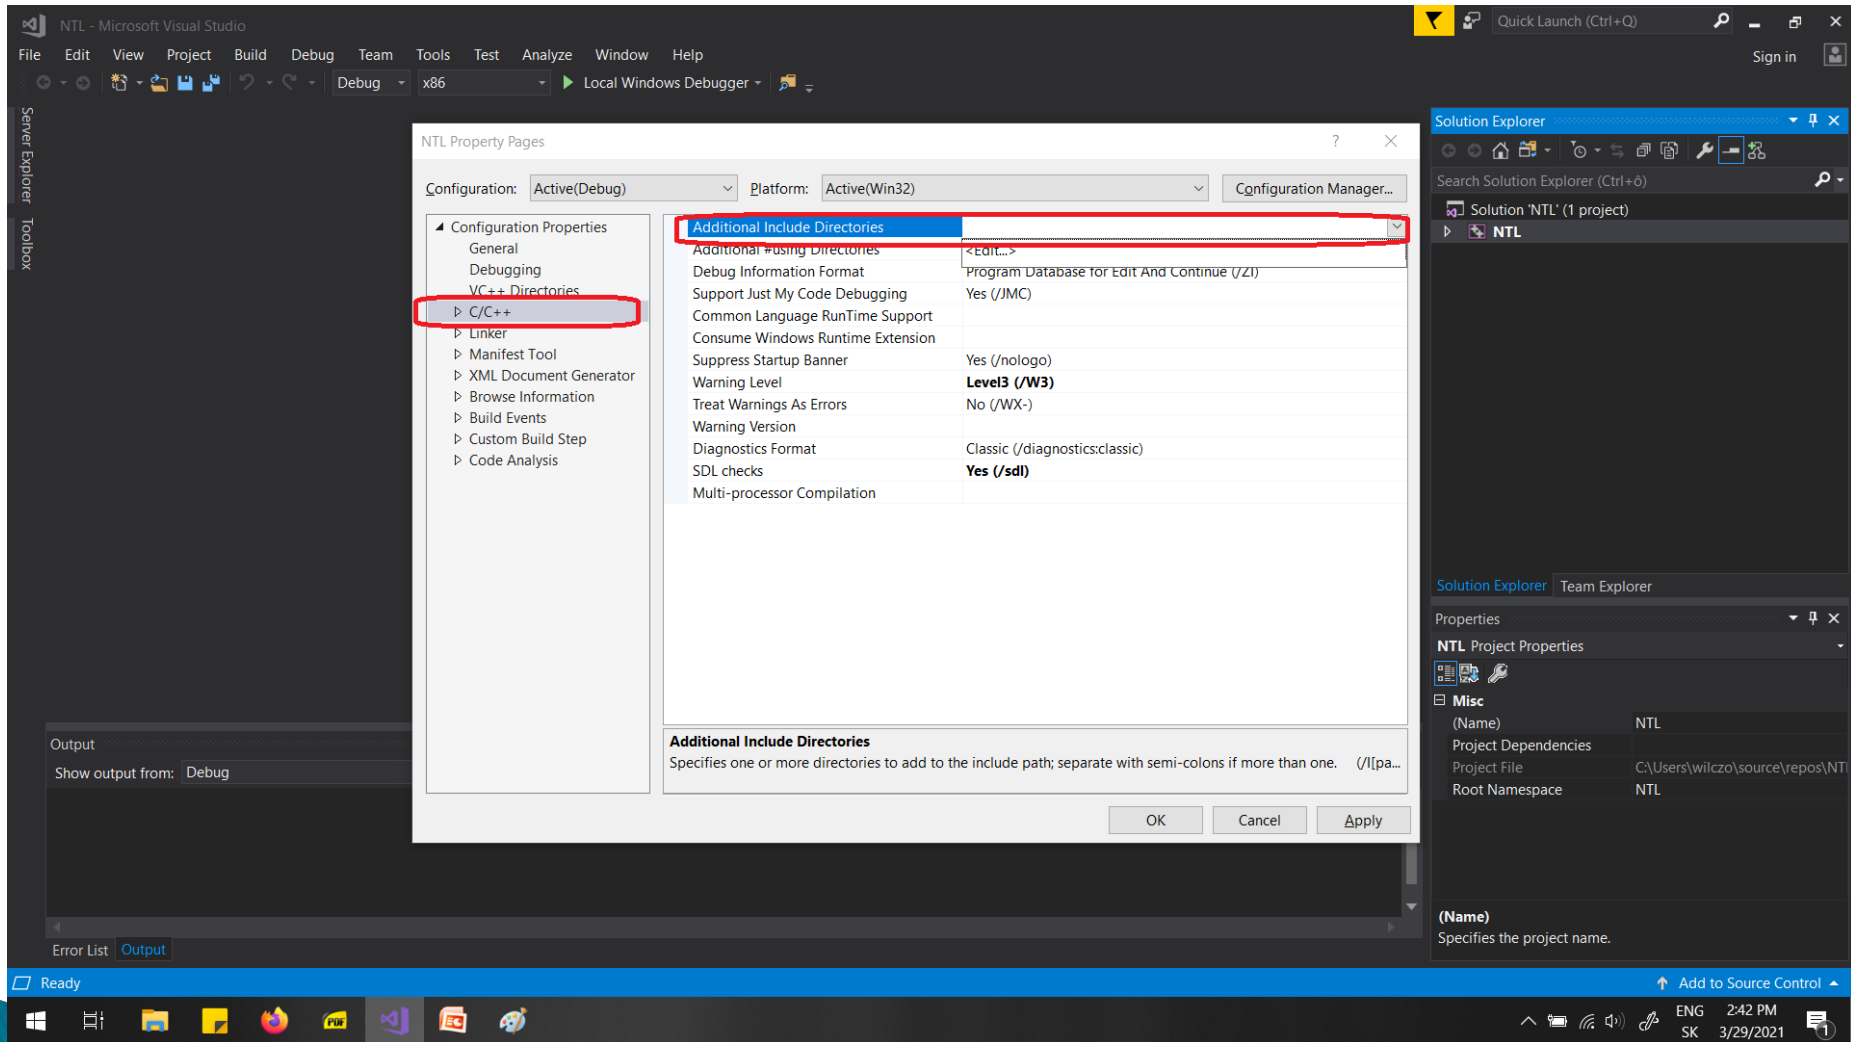 NTL - Microsoft Visual Studio
Quick Launch (Ctrl+Q)
File Edit View Project Build Debug Team Tools Test Analyze Window Help
Sign in
Debug x86 Local Windows Debugger
Server Explorer
Toolbox
NTL Property Pages ?
Configuration: Active(Debug) Platform: Active(Win32) Configuration Manager...
Configuration Properties
General
Debugging
VC++ Directories
C/C++
Linker
Manifest Tool
XML Document Generator
Browse Information
Build Events
Custom Build Step
Code Analysis
Additional Include Directories
Additional #using Directories <Edit...>
Debug Information Format Program Database for Edit And Continue (/ZI)
Support Just My Code Debugging Yes (/JMC)
Common Language RunTime Support
Consume Windows Runtime Extension
Suppress Startup Banner Yes (/nologo)
Warning Level Level3 (/W3)
Treat Warnings As Errors No (/WX-)
Warning Version
Diagnostics Format Classic (/diagnostics:classic)
SDL checks Yes (/sdl)
Multi-processor Compilation
Additional Include Directories
Specifies one or more directories to add to the include path; separate with semi-colons if more than one. (/I[pa...
OK Cancel Apply
Solution Explorer
Search Solution Explorer (Ctrl+ô)
Solution 'NTL' (1 project)
NTL
Solution Explorer Team Explorer
Properties
NTL Project Properties
Misc
(Name) NTL
Project Dependencies
Project File C:\Users\wilczo\source\repos\NTl
Root Namespace NTL
(Name)
Specifies the project name.
Output
Show output from: Debug
Error List Output
Ready
Add to Source Control
PDF
ENG
SK
2:42 PM
3/29/2021
1